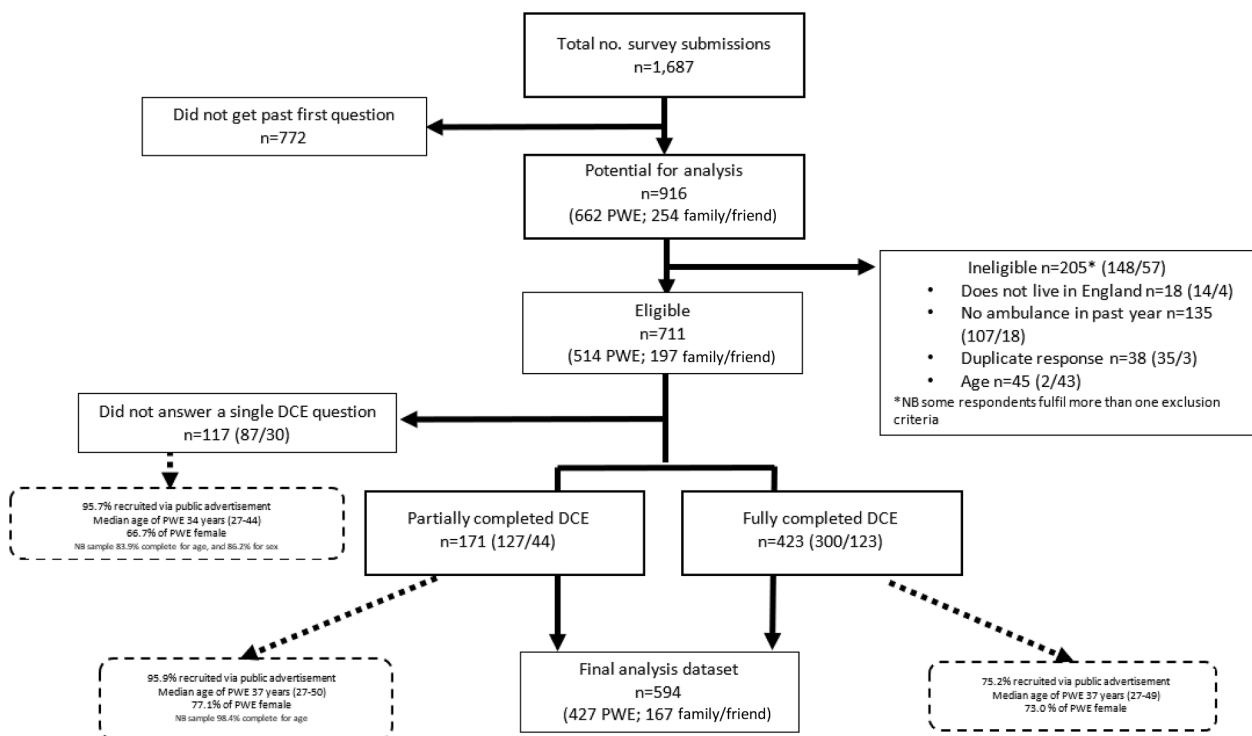 Total no. survey submissions
n=1,687
Did not get past first question
n=772
Potential for analysis
n=916
(662 PWE; 254 family/friend)
Ineligible n=205* (148/57)
• Does not live in England n=18 (14/4)
• No ambulance in past year n=135
(107/18)
• Duplicate response n=38 (35/3)
• Age n=45 (2/43)
*NB some respondents fulfil more than one exclusion
criteria
Eligible
n=711
(514 PWE; 197 family/friend)
Did not answer a single DCE question
n=117 (87/30)
95.7% recruited via public advertisement
Median age of PWE 34 years (27-44)
66.7% of PWE female
NB sample 83.9% complete for age, and 86.2% for sex
Partially completed DCE
n=171 (127/44)
Fully completed DCE
n=423 (300/123)
95.9% recruited via public advertisement
Median age of PWE 37 years (27-50)
77.1% of PWE female
NB sample 98.4% complete for age
Final analysis dataset
n=594
(427 PWE; 167 family/friend)
75.2% recruited via public advertisement
Median age of PWE 37 years (27-49)
73.0 % of PWE female